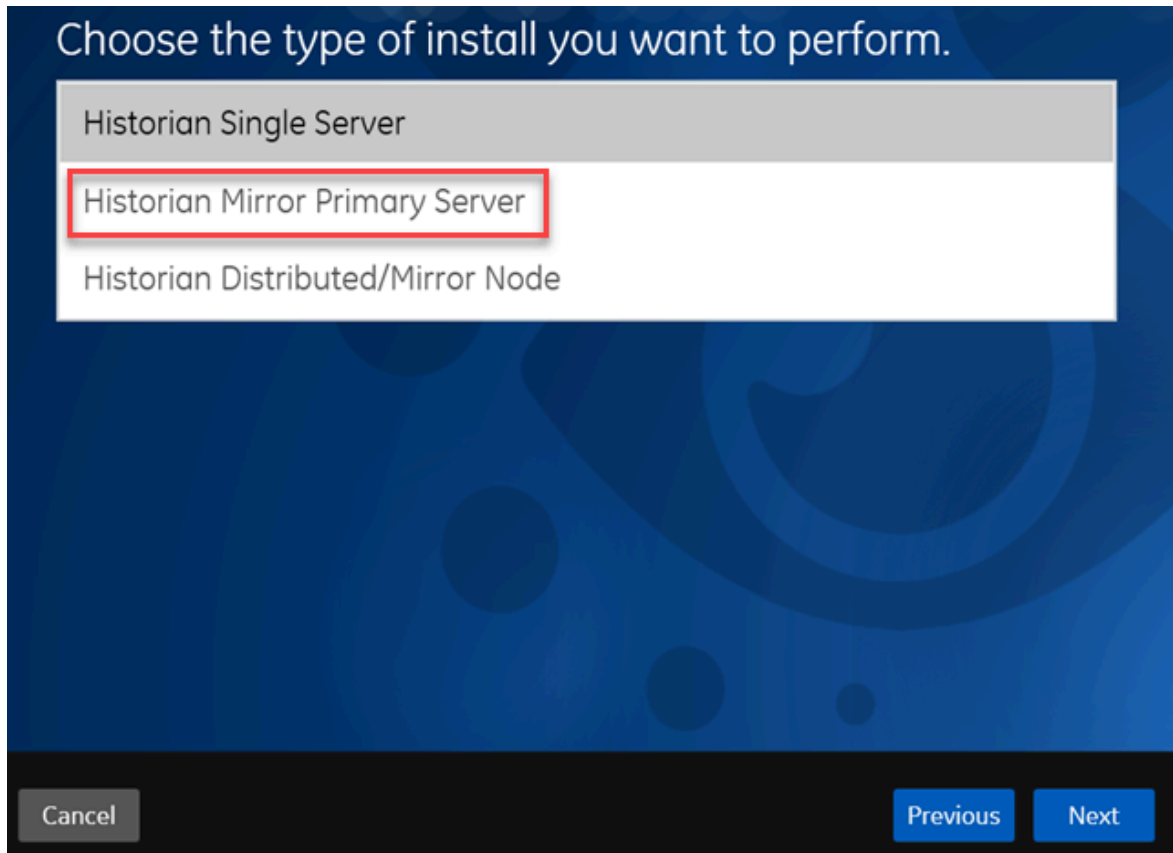 Choose the type of install you want to perform.
Historian Single Server
Historian Mirror Primary Server
Historian Distributed/Mirror Node
Cancel
Previous
Next